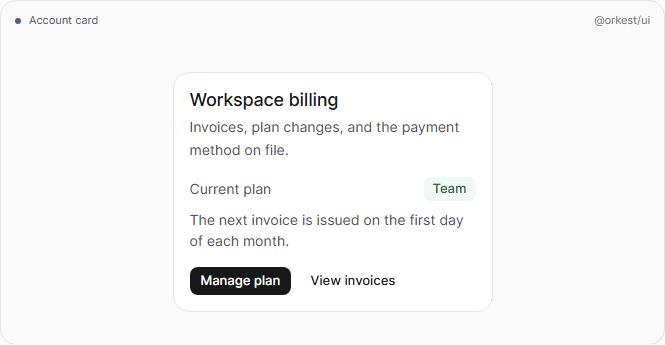 Account card
@orkest/ui
Workspace billing
Invoices, plan changes, and the payment
method on file.
Current plan
Team
The next invoice is issued on the first day
of each month.
Manage plan
View invoices